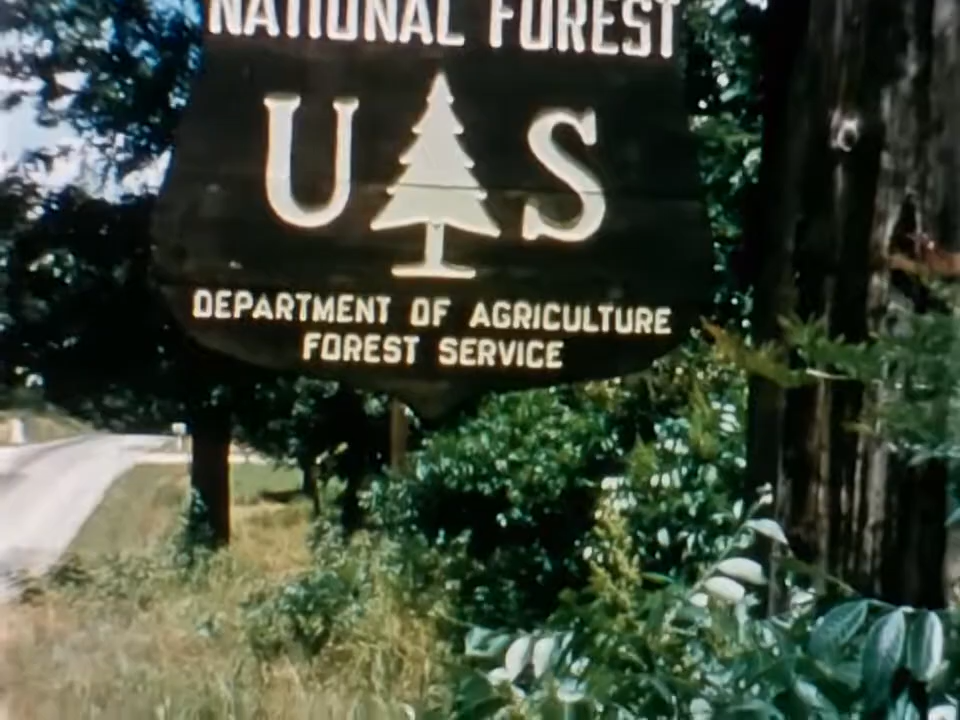 NATIONAL FOREST
U S
DEPARTMENT OF AGRICULTURE
FOREST SERVICE